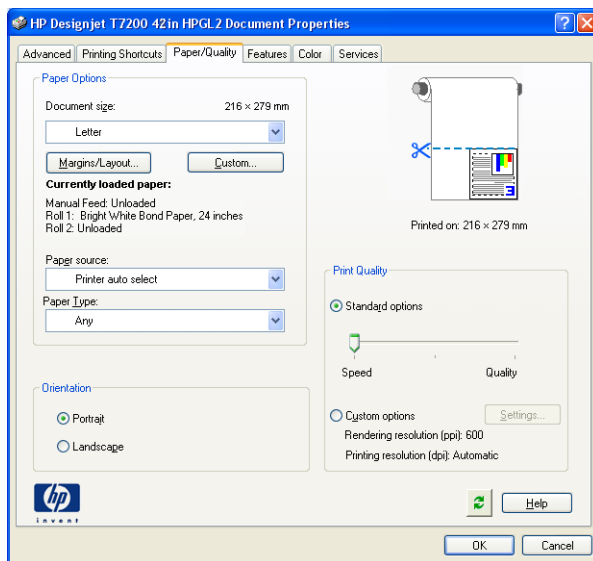 HP Designjet T7200 42in HPGL2 Document Properties
Advanced Printing Shortcuts Paper/Quality Features Color Services
Paper Options
Document size: 216 × 279 mm
Letter
Margins/Layout... Custom...
Currently loaded paper:
Manual Feed: Unloaded
Roll 1: Bright White Bond Paper, 24 inches
Roll 2: Unloaded
Paper source:
Printer auto select
Paper Type:
Any
Orientation
Portrait
Landscape
hp
invent
3
Printed on: 216 × 279 mm
Print Quality
Standard options
Speed Quality
Custom options Settings...
Rendering resolution (ppi): 600
Printing resolution (dpi): Automatic
Help
OK Cancel